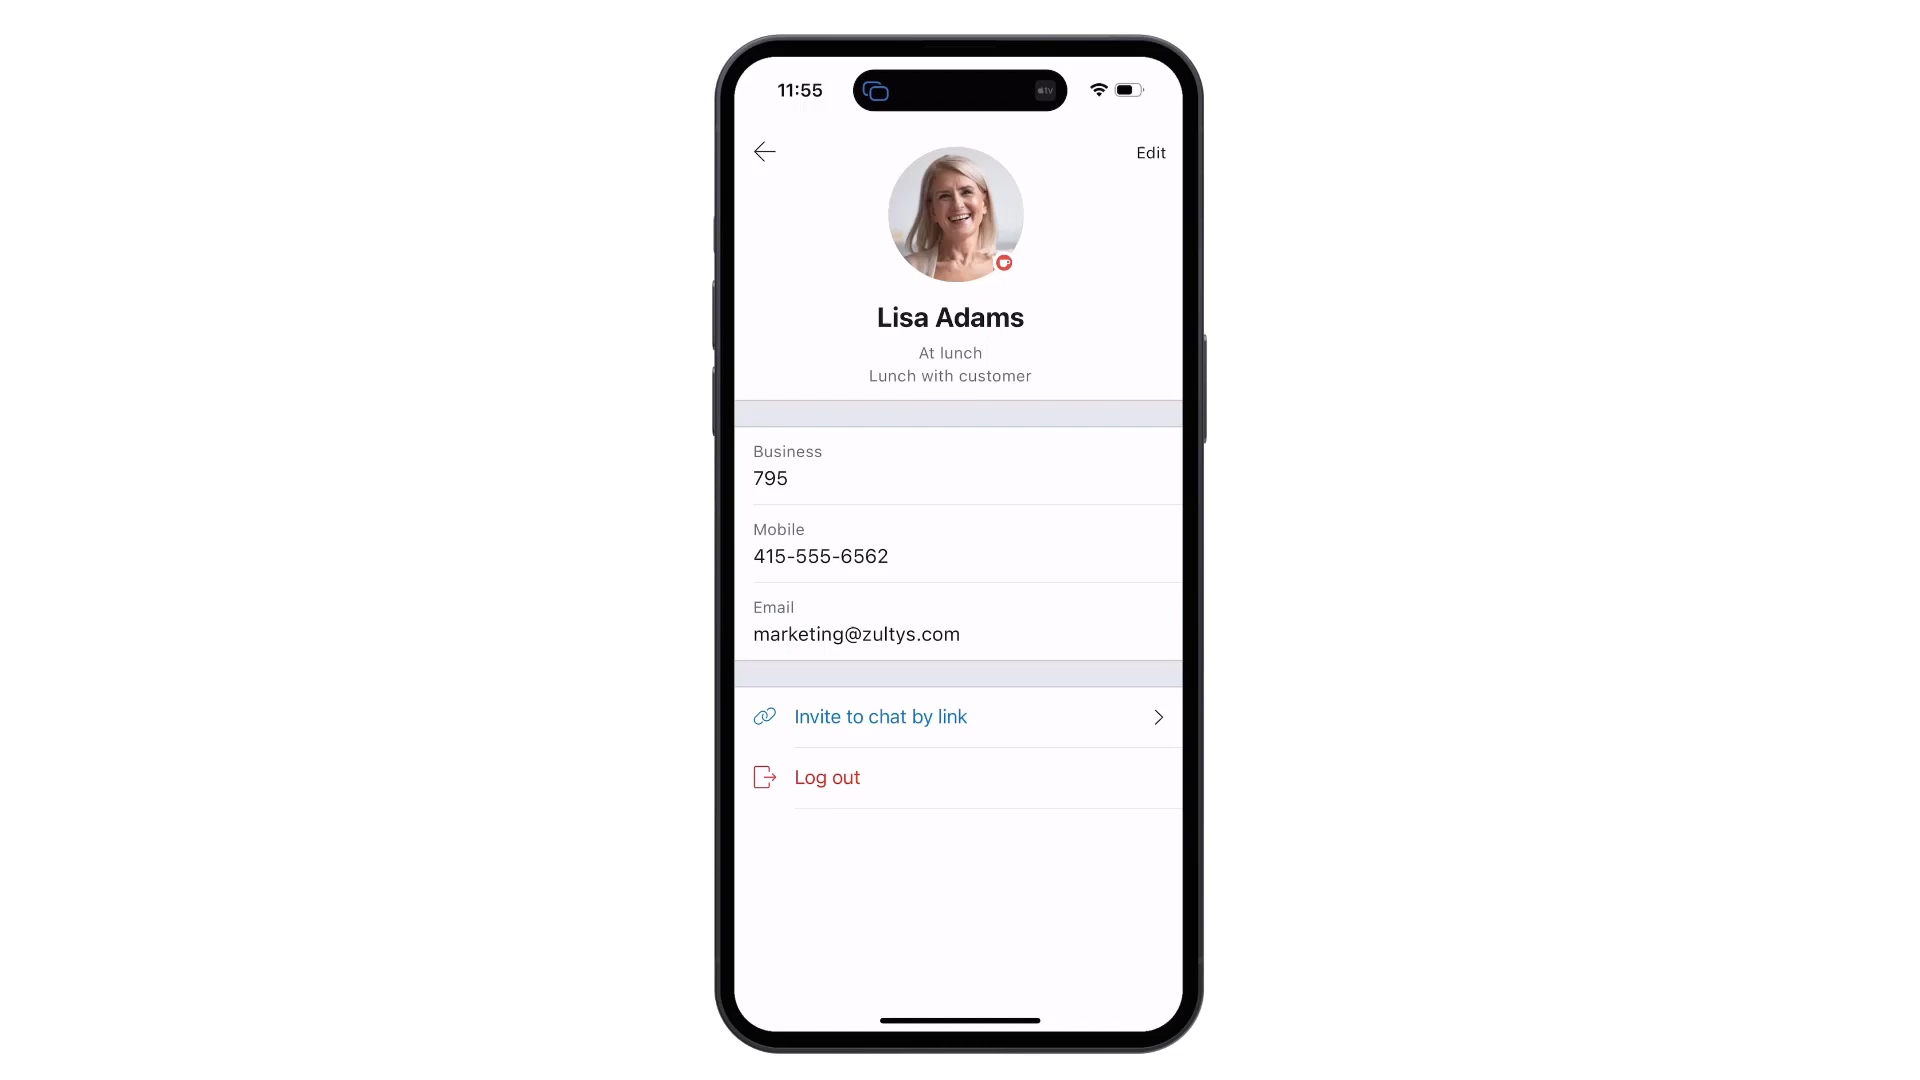 11:55
tv
Edit
Lisa Adams
At lunch
Lunch with customer
Business
795
Mobile
415-555-6562
Email
marketing@zultys.com
Invite to chat by link
Log out